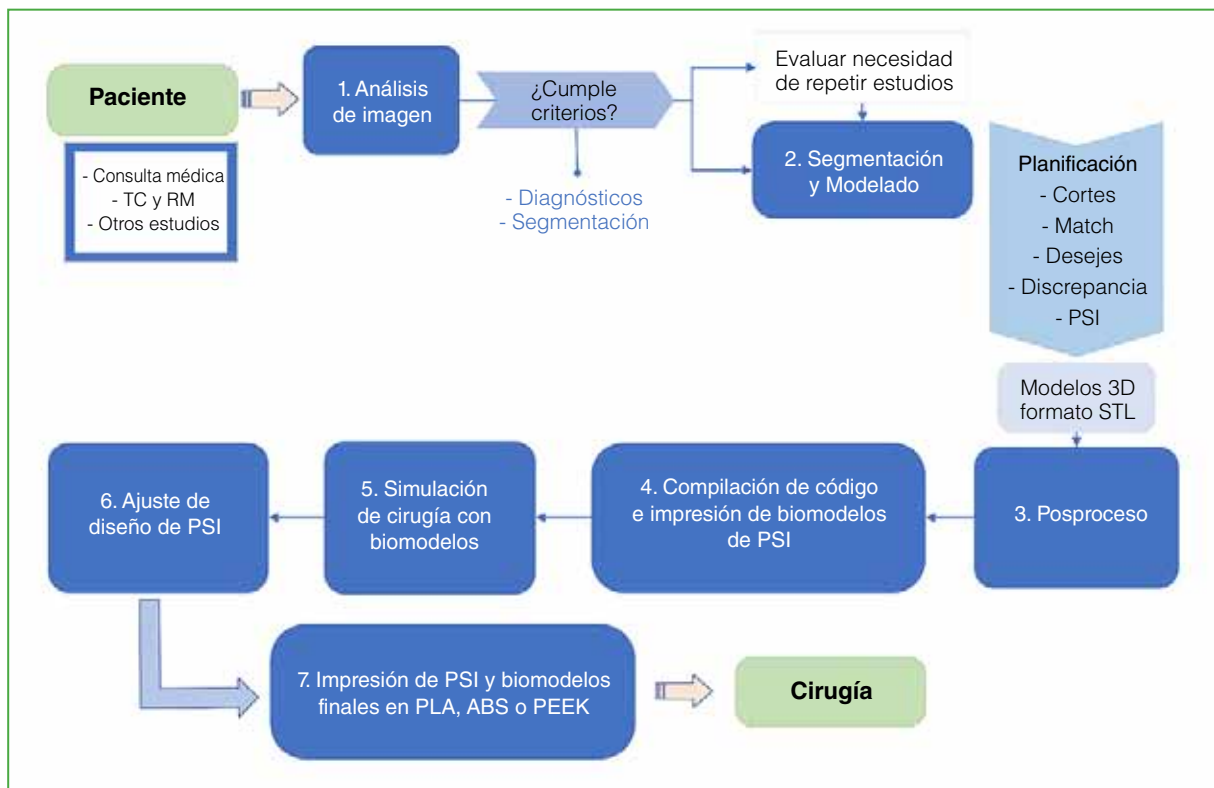 Paciente
- Consulta médica
- TC y RM
- Otros estudios
1. Análisis
de imagen
¿Cumple
criterios?
- Diagnósticos
- Segmentación
Evaluar necesidad
de repetir estudios
2. Segmentación
y Modelado
Planificación
- Cortes
- Match
- Desejes
- Discrepancia
- PSI
Modelos 3D
formato STL
3. Posproceso
4. Compilación de código
e impresión de biomodelos
de PSI
5. Simulación
de cirugía con
biomodelos
6. Ajuste de
diseño de PSI
7. Impresión de PSI y biomodelos
finales en PLA, ABS o PEEK
Cirugía